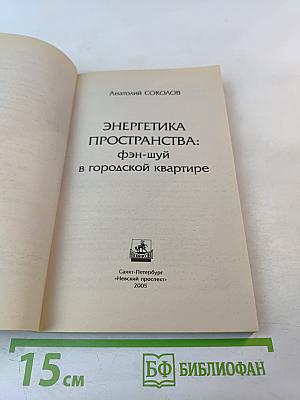 Анатолий СОКОЛОВ
ЭНЕРГЕТИКА
ПРОСТРАНСТВА:
фэн-шуй
в городской квартире
Санкт-Петербург
«Невский проспект»
2005
15 см
БФ БИБЛИОФАН